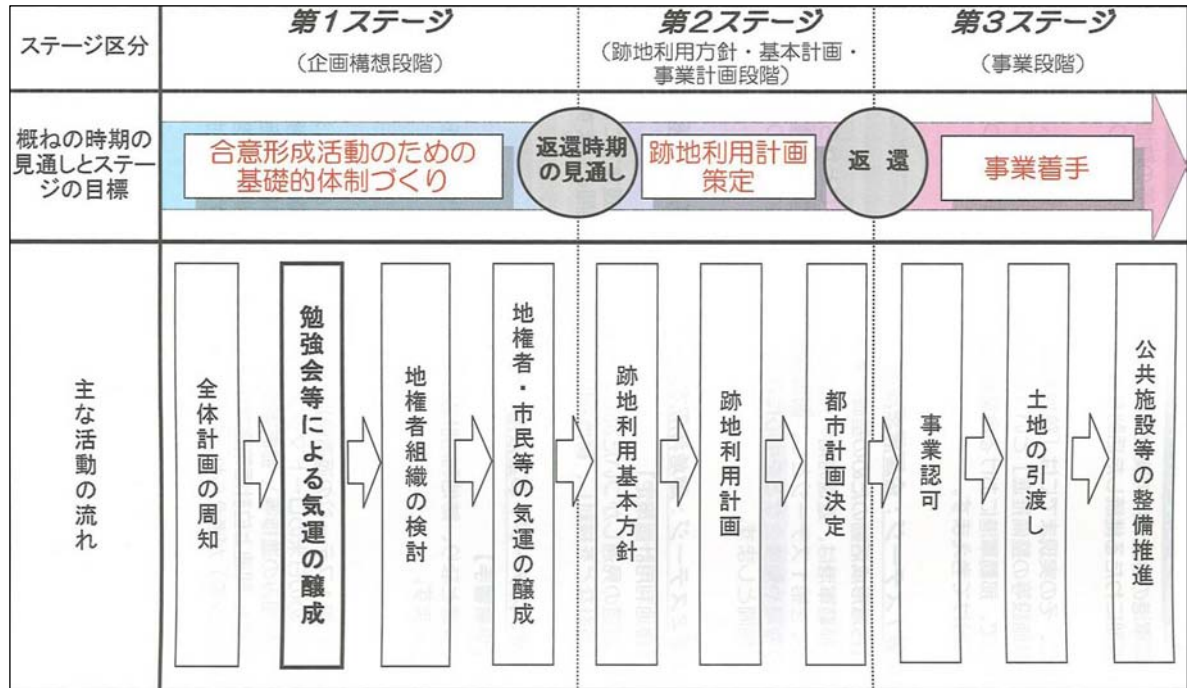 ステージ区分
第1ステージ
(企画構想段階)
第2ステージ
(跡地利用方針・基本計画・
事業計画段階)
第3ステージ
(事業段階)
概ねの時期の
見通しとステー
ジの目標
合意形成活動のための
基礎的体制づくり
返還時期
の見通し
跡地利用計画
策定
返 還
事業着手
主な活動の流れ
全体計画の周知
勉強会等による気運の醸成
地権者組織の検討
地権者・市民等の気運の醸成
跡地利用基本方針
跡地利用計画
都市計画決定
事業認可
土地の引渡し
公共施設等の整備推進